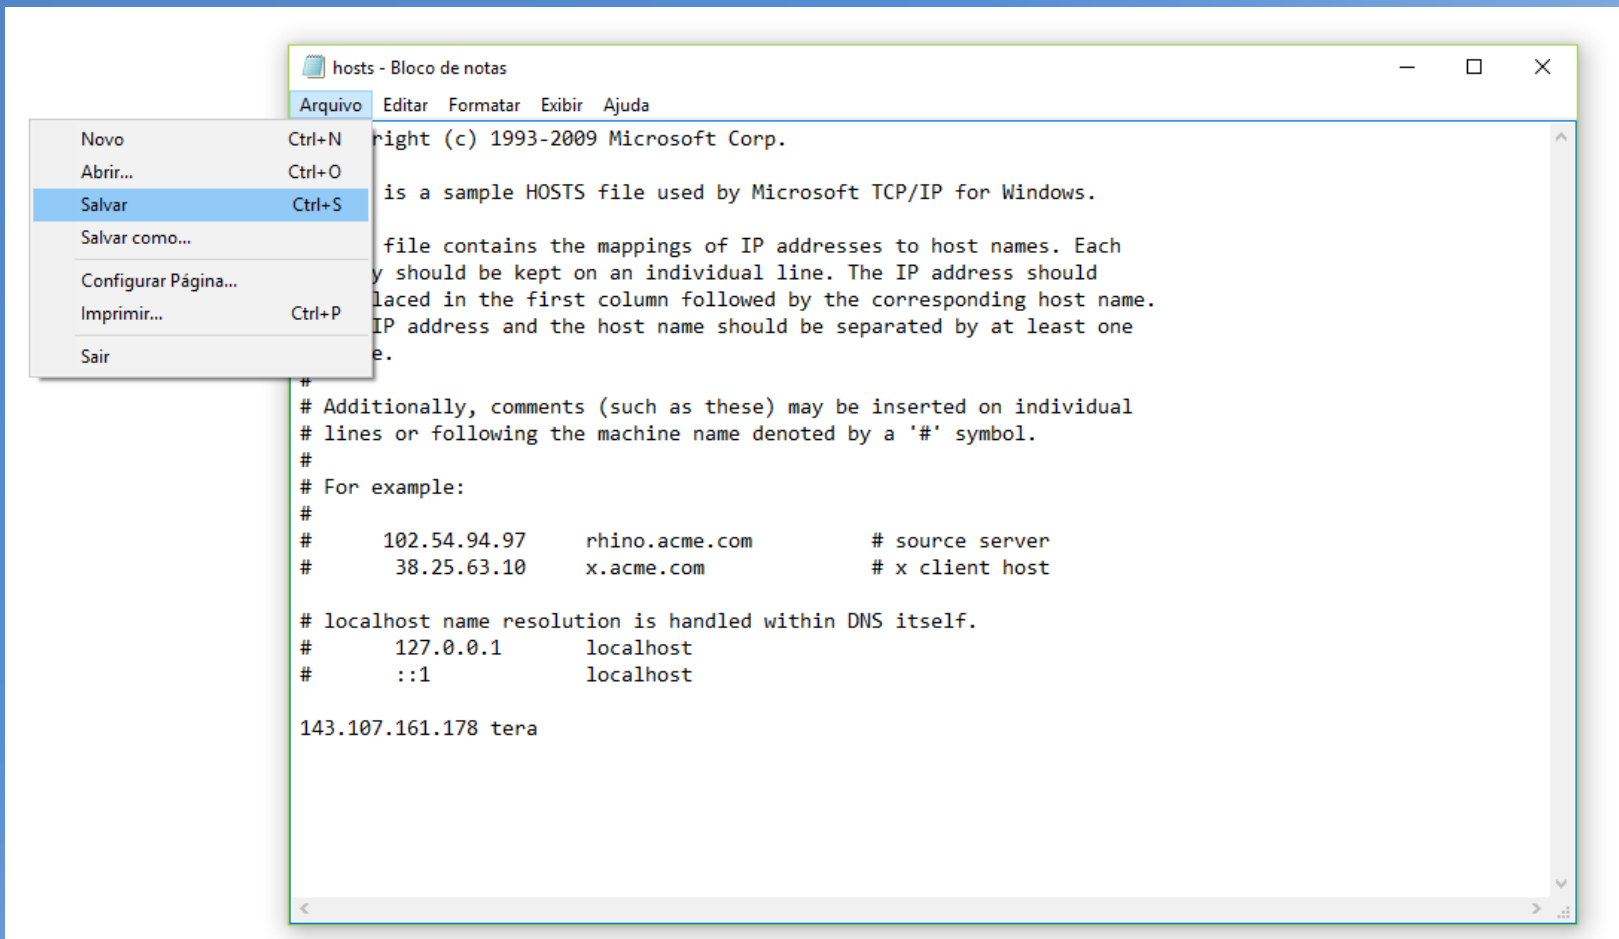 hosts - Bloco de notas
Arquivo Editar Formatar Exibir Ajuda
Novo Ctrl+N
Abrir... Ctrl+O
Salvar Ctrl+S
Salvar como...
Configurar Página...
Imprimir... Ctrl+P
Sair
right (c) 1993-2009 Microsoft Corp.
is a sample HOSTS file used by Microsoft TCP/IP for Windows.
file contains the mappings of IP addresses to host names. Each
y should be kept on an individual line. The IP address should
laced in the first column followed by the corresponding host name.
IP address and the host name should be separated by at least one
e.
#
# Additionally, comments (such as these) may be inserted on individual
# lines or following the machine name denoted by a '#' symbol.
#
# For example:
#
# 102.54.94.97 rhino.acme.com # source server
# 38.25.63.10 x.acme.com # x client host
# localhost name resolution is handled within DNS itself.
# 127.0.0.1 localhost
# ::1 localhost
143.107.161.178 tera